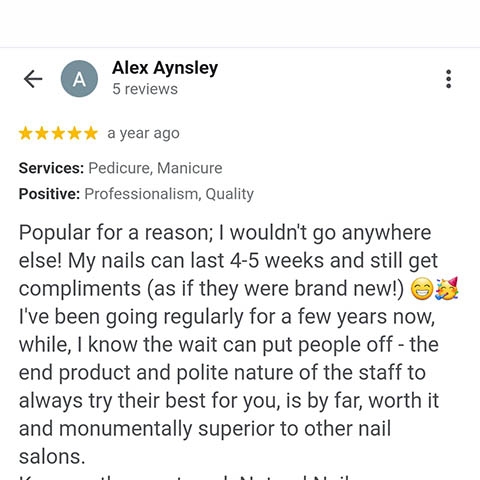 Alex Aynsley
A
5 reviews
a year ago
Services: Pedicure, Manicure
Positive: Professionalism, Quality
Popular for a reason; I wouldn't go anywhere
else! My nails can last 4-5 weeks and still get
compliments (as if they were brand new!) 😁🥳
I've been going regularly for a few years now,
while, I know the wait can put people off - the
end product and polite nature of the staff to
always try their best for you, is by far, worth it
and monumentally superior to other nail
salons.